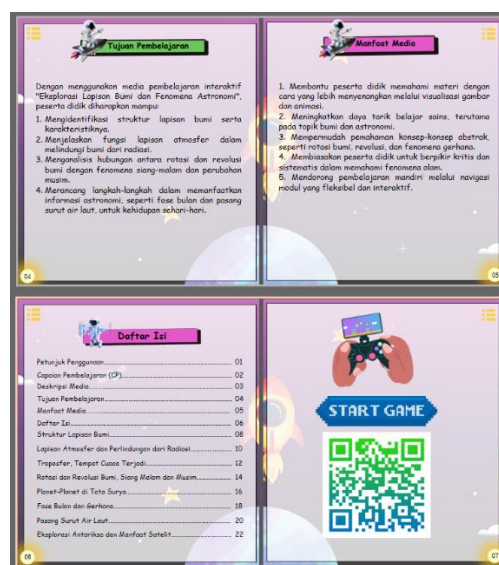 Tujuan Pembelajaran
Dengan menggunakan media pembelajaran interaktif
"Eksplorasi Lapisan Bumi dan Fenomena Astronomi",
peserta didik diharapkan mampu:
1. Mengidentifikasi struktur lapisan bumi serta
karakteristiknya.
2. Menjelaskan fungsi lapisan atmosfer dalam
melindungi bumi dari radiasi.
3. Menganalisis hubungan antara rotasi dan revolusi
bumi dengan fenomena siang-malam dan perubahan
musim.
4. Merancang langkah-langkah dalam memanfaatkan
informasi astronomi, seperti fase bulan dan pasang
surut air laut, untuk kehidupan sehari-hari.
04
Manfaat Media
1. Membantu peserta didik memahami materi dengan
cara yang lebih menyenangkan melalui visualisasi gambar
dan animasi.
2. Meningkatkan daya tarik belajar sains, terutama
pada topik bumi dan astronomi.
3. Mempermudah pemahaman konsep-konsep abstrak,
seperti rotasi bumi, revolusi, dan fenomena gerhana.
4. Membiasakan peserta didik untuk berpikir kritis dan
sistematis dalam memahami fenomena alam.
5. Mendorong pembelajaran mandiri melalui navigasi
modul yang fleksibel dan interaktif.
05
Daftar Isi
Petunjuk Penggunaan 01
Capaian Pembelajaran (CP) 02
Deskripsi Media 03
Tujuan Pembelajaran 04
Manfaat Media 05
Daftar Isi 06
Struktur Lapisan Bumi 08
Lapisan Atmosfer dan Perlindungan dari Radiasi 10
Troposfer, Tempat Cuaca Terjadi 12
Rotasi dan Revolusi Bumi, Siang Malam dan Musim 14
Planet-Planet di Tata Surya 16
Fase Bulan dan Gerhana 18
Pasang Surut Air Laut 20
Eksplorasi Antariksa dan Manfaat Satelit 22
06
START GAME
07